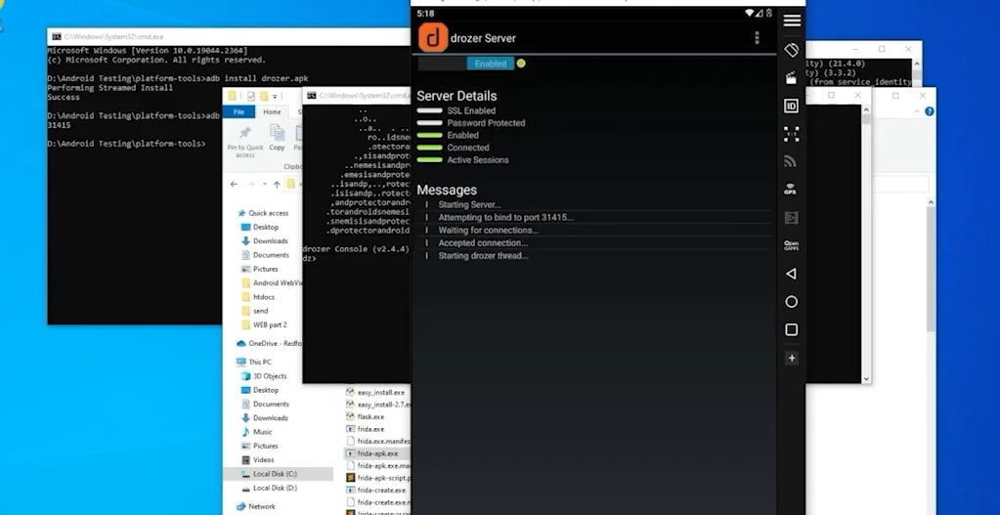 C:\Windows\System32\cmd.exe
Microsoft Windows [Version 10.0.19044.2364]
(c) Microsoft Corporation. All rights reserved.
D:\Android Testing\platform-tools>adb install drozer.apk
Performing Streamed Install
Success
D:\Android Testing\platform-tools>adb
31415
D:\Android Testing\platform-tools>
File
Home
Pin to Quick
access
Copy
Quick access
Desktop
Downloads
Documents
Pictures
Android WebVi
htdocs
send
WEB part 2
OneDrive - Redfo
This PC
3D Objects
Desktop
Documents
Downloads
Music
Pictures
Videos
Local Disk (C:)
Local Disk (D:)
Network
easy_install.exe
easy_install-2.7.e
flask.exe
frida.exe
frida.exe.manifes
frida-apk.exe
frida-apk.exe.ma
frida-apk-script.p
frida-create.exe
frida-create.exe.n
C:\Windows\System32\cmd.e
..
..o..
..a.. . ..
ro..idsne
.otectora
.,sisandprot
..nemesisandprote
.emesisandprote
..isandp,..,rotec
.isisandp..rotect
,andprotectorandr
.torandroidsnemesi
.snemisisandprotec
.dprotectorandroid
drozer Console (v2.4.4)
dz>
5:18
drozer Server
Enabled
Server Details
SSL Enabled
Password Protected
Enabled
Connected
Active Sessions
Messages
I Starting Server...
I Attempting to bind to port 31415...
I Waiting for connections...
I Accepted connection...
I Starting drozer thread...
ID
GPS
Open
GAPPS
ity) (21.4.0)
ty) (3.3.2)
(from service_identity